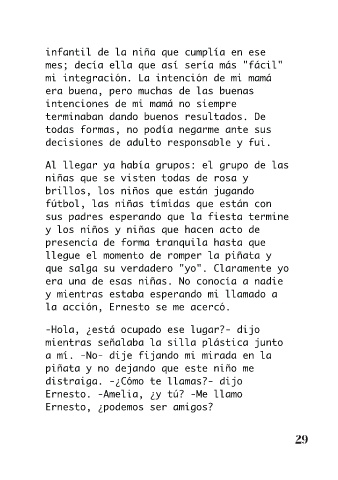 infantil de la niña que cumplía en ese
mes; decía ella que así sería más "fácil"
mi integración. La intención de mi mamá
era buena, pero muchas de las buenas
intenciones de mi mamá no siempre
terminaban dando buenos resultados. De
todas formas, no podía negarme ante sus
decisiones de adulto responsable y fui.
Al llegar ya había grupos: el grupo de las
niñas que se visten todas de rosa y
brillos, los niños que están jugando
fútbol, las niñas tímidas que están con
sus padres esperando que la fiesta termine
y los niños y niñas que hacen acto de
presencia de forma tranquila hasta que
llegue el momento de romper la piñata y
que salga su verdadero "yo". Claramente yo
era una de esas niñas. No conocía a nadie
y mientras estaba esperando mi llamado a
la acción, Ernesto se me acercó.
-Hola, ¿está ocupado ese lugar?- dijo
mientras señalaba la silla plástica junto
a mí. -No- dije fijando mi mirada en la
piñata y no dejando que este niño me
distraiga. -¿Cómo te llamas?- dijo
Ernesto. -Amelia, ¿y tú? -Me llamo
Ernesto, ¿podemos ser amigos?
29